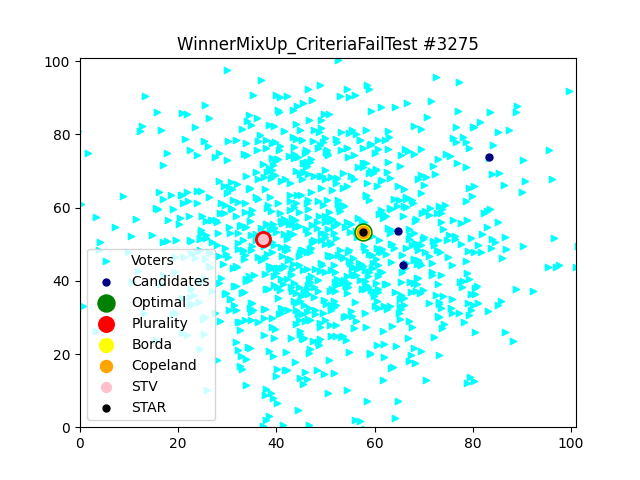 WinnerMixUp_CriteriaFailTest #3275
100
80
60
40
20
0
0 20 40 60 80 100
Voters
Candidates
Optimal
Plurality
Borda
Copeland
STV
STAR